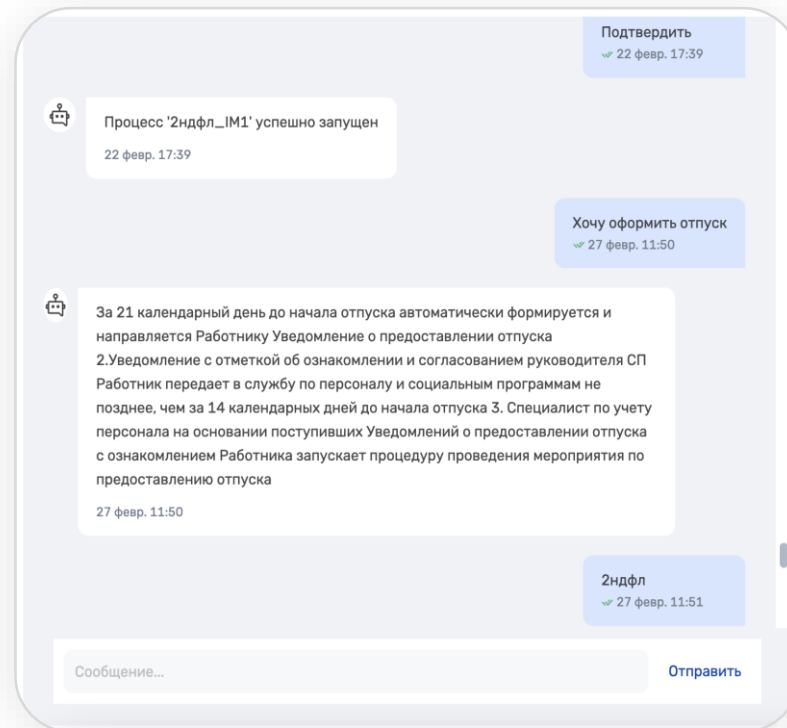 Подтвердить
22 февр. 17:39
Процесс '2ндфл_IM1' успешно запущен
22 февр. 17:39
Хочу оформить отпуск
27 февр. 11:50
За 21 календарный день до начала отпуска автоматически формируется и
направляется Работнику Уведомление о предоставлении отпуска
2.Уведомление с отметкой об ознакомлении и согласованием руководителя СП
Работник передает в службу по персоналу и социальным программам не
позднее, чем за 14 календарных дней до начала отпуска 3. Специалист по учету
персонала на основании поступивших Уведомлений о предоставлении отпуска
с ознакомлением Работника запускает процедуру проведения мероприятия по
предоставлению отпуска
27 февр. 11:50
2ндфл
27 февр. 11:51
Сообщение...
Отправить